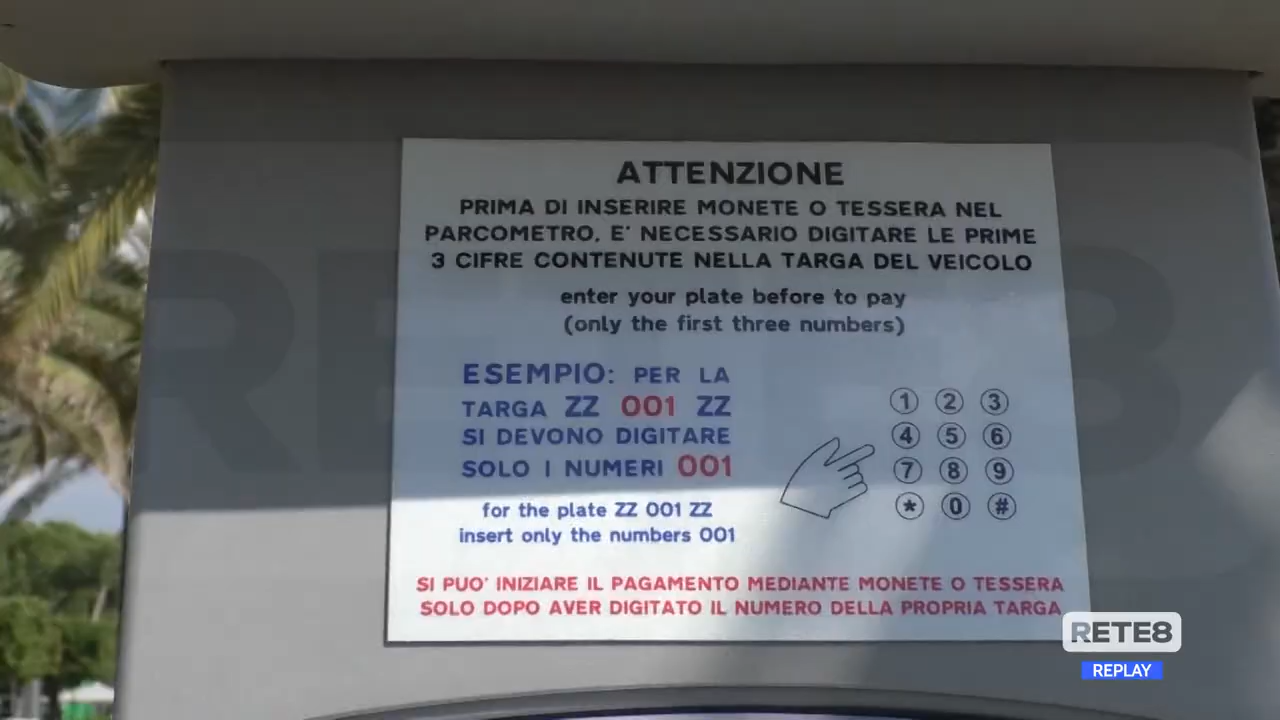 ATTENZIONE
PRIMA DI INSERIRE MONETE O TESSERA NEL
PARCOMETRO, E' NECESSARIO DIGITARE LE PRIME
3 CIFRE CONTENUTE NELLA TARGA DEL VEICOLO
enter your plate before to pay
(only the first three numbers)
ESEMPIO: PER LA
TARGA ZZ 001 ZZ
SI DEVONO DIGITARE
SOLO I NUMERI 001
for the plate ZZ 001 ZZ
insert only the numbers 001
1 2 3
4 5 6
7 8 9
* 0 #
SI PUO' INIZIARE IL PAGAMENTO MEDIANTE MONETE O TESSERA
SOLO DOPO AVER DIGITATO IL NUMERO DELLA PROPRIA TARGA
RETE8
RETE8
REPLAY